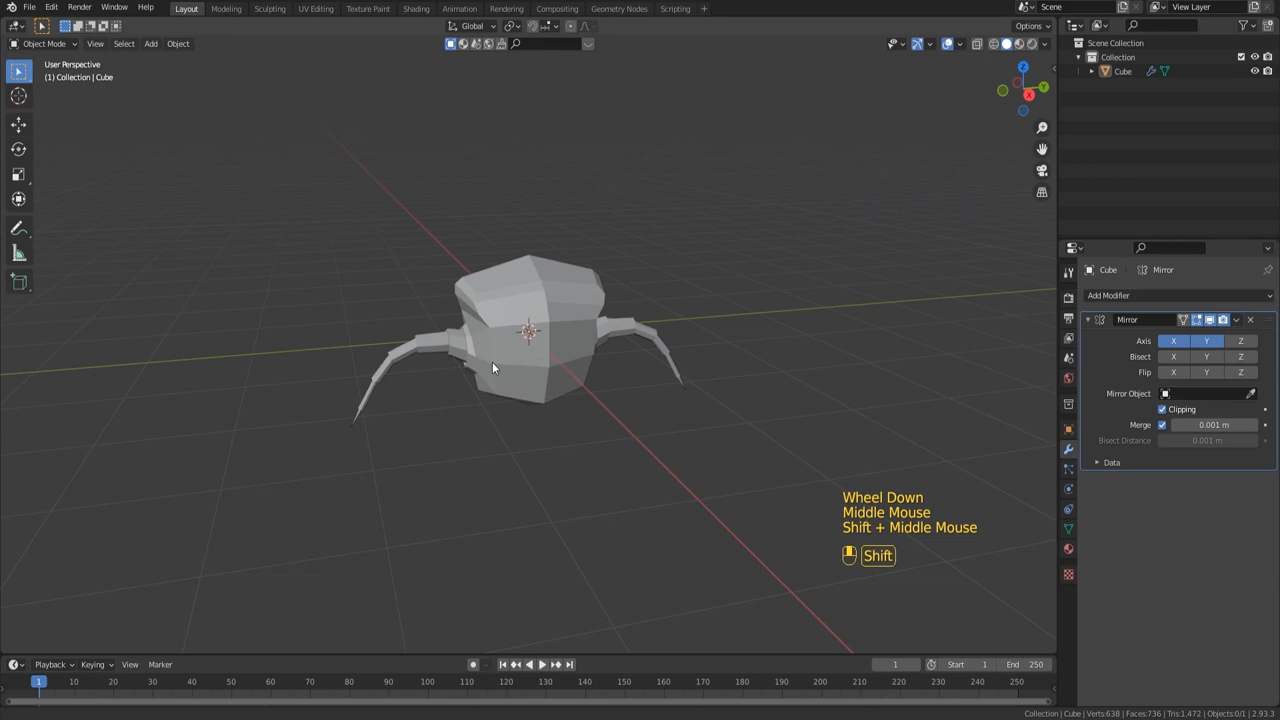 File Edit Render Window Help Layout Modeling Sculpting UV Editing Texture Paint Shading Animation Rendering Compositing Geometry Nodes Scripting + Scene View Layer
Global Options
Object Mode View Select Add Object
User Perspective
(1) Collection | Cube
Z
Y
X
Scene Collection
Collection
Cube
Cube Mirror
Add Modifier
Mirror
Axis X Y Z
Bisect X Y Z
Flip X Y Z
Mirror Object
Clipping
Merge 0.001 m
Bisect Distance 0.001 m
Data
Wheel Down
Middle Mouse
Shift + Middle Mouse
Shift
Playback Keying View Marker 1 Start 1 End 250
1 10 20 30 40 50 60 70 80 90 100 110 120 130 140 150 160 170 180 190 200 210 220 230 240 250
Collection | Cube | Verts:638 | Faces:736 | Tris:1,472 | Objects:0/1 | 2.93.3